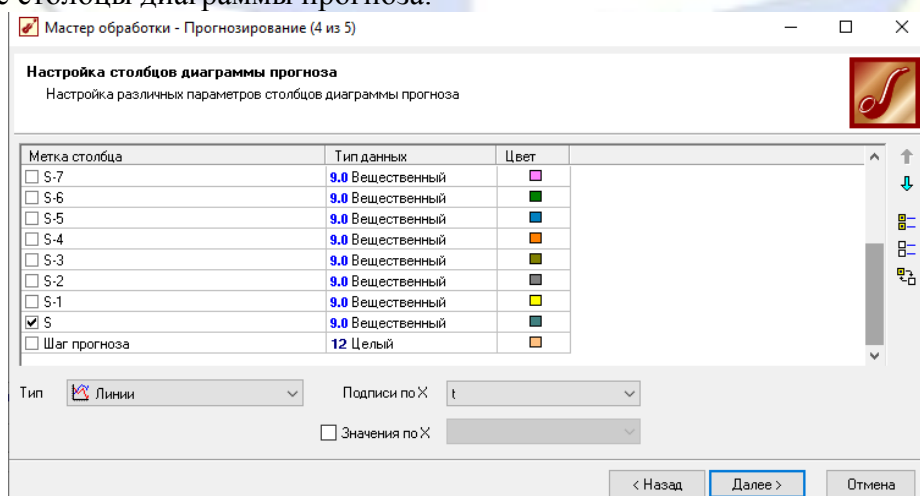 е столбцы диаграммы прогноза.
Мастер обработки - Прогнозирование (4 из 5)
Настройка столбцов диаграммы прогноза
Настройка различных параметров столбцов диаграммы прогноза
Метка столбца Тип данных Цвет
S-7 9.0 Вещественный
S-6 9.0 Вещественный
S-5 9.0 Вещественный
S-4 9.0 Вещественный
S-3 9.0 Вещественный
S-2 9.0 Вещественный
S-1 9.0 Вещественный
S 9.0 Вещественный
Шаг прогноза 12 Целый
Тип Линии Подписи по X t
Значения по X
< Назад Далее > Отмена